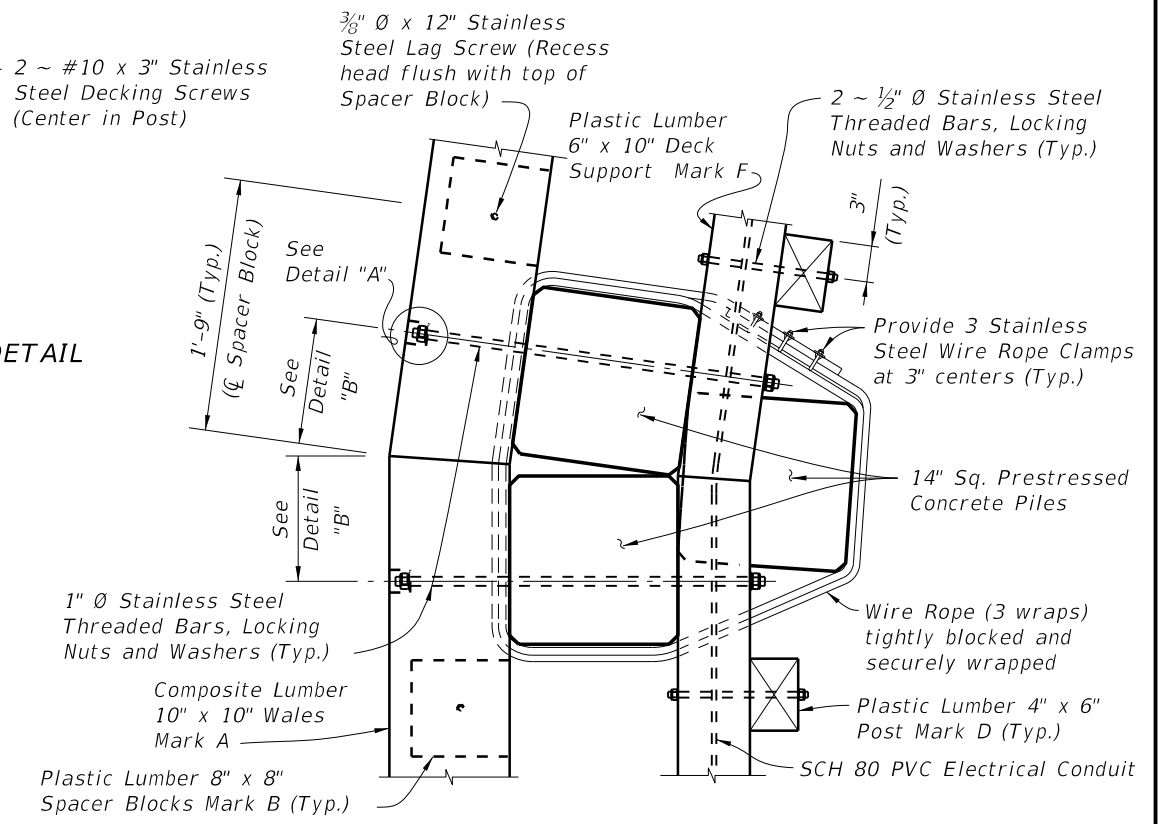 2 ~ #10 x 3" Stainless
Steel Decking Screws
(Center in Post)
⅜" Ø x 12" Stainless
Steel Lag Screw (Recess
head flush with top of
Spacer Block)
Plastic Lumber
6" x 10" Deck
Support Mark F
2 ~ ½" Ø Stainless Steel
Threaded Bars, Locking
Nuts and Washers (Typ.)
3"
(Typ.)
1'-9" (Typ.)
(℄ Spacer Block)
See
Detail "A"
See
Detail
"B"
DETAIL
Provide 3 Stainless
Steel Wire Rope Clamps
at 3" centers (Typ.)
14" Sq. Prestressed
Concrete Piles
See
Detail
"B"
1" Ø Stainless Steel
Threaded Bars, Locking
Nuts and Washers (Typ.)
Wire Rope (3 wraps)
tightly blocked and
securely wrapped
Composite Lumber
10" x 10" Wales
Mark A
Plastic Lumber 4" x 6"
Post Mark D (Typ.)
SCH 80 PVC Electrical Conduit
Plastic Lumber 8" x 8"
Spacer Blocks Mark B (Typ.)